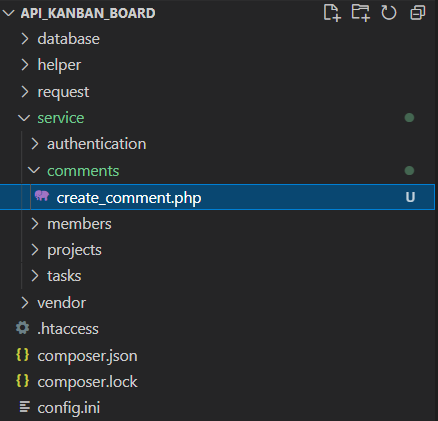 API_KANBAN_BOARD
database
helper
request
service
authentication
comments
create_comment.php U
members
projects
tasks
vendor
.htaccess
{} composer.json
{} composer.lock
config.ini